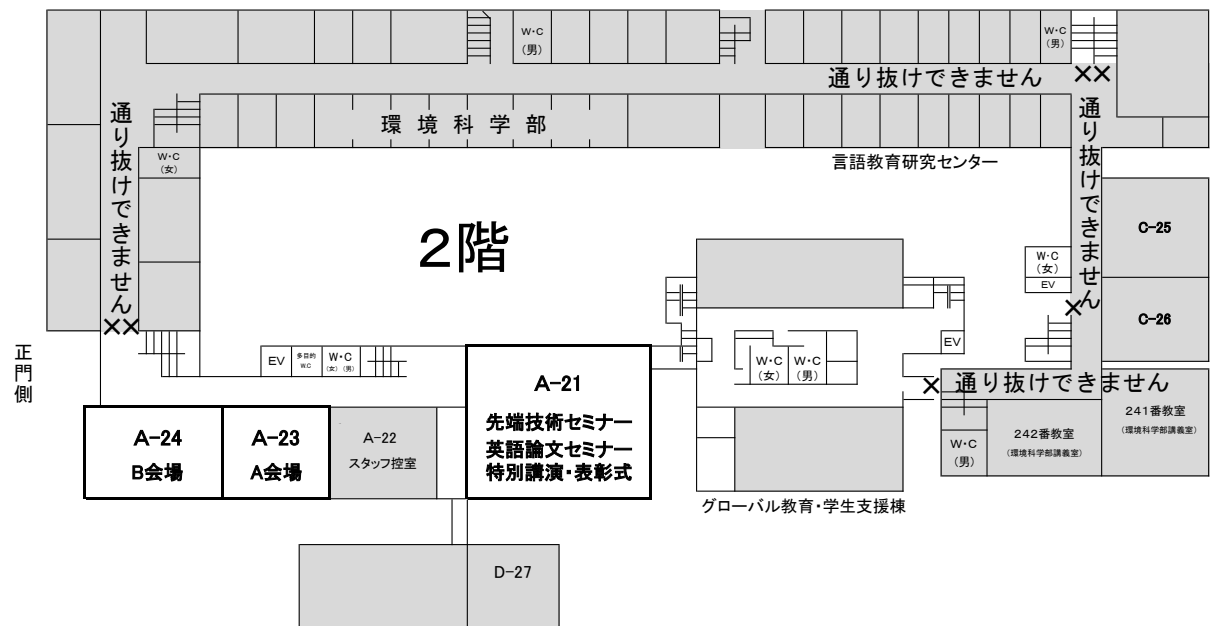 W・C
(男)
W・C
(男)
通り抜けできません
××
通り抜けできません
環境科学部
通り抜けできません
W・C
(女)
言語教育研究センター
2階
C-25
W・C
(女)
EV
×
C-26
××
正門側
EV
多目的
W.C
W・C
(女) (男)
A-21
先端技術セミナー
英語論文セミナー
特別講演・表彰式
W・C
(女)
W・C
(男)
EV
×
通り抜けできません
A-24
B会場
A-23
A会場
A-22
スタッフ控室
W・C
(男)
242番教室
(環境科学部講義室)
241番教室
(環境科学部講義室)
グローバル教育・学生支援棟
D-27